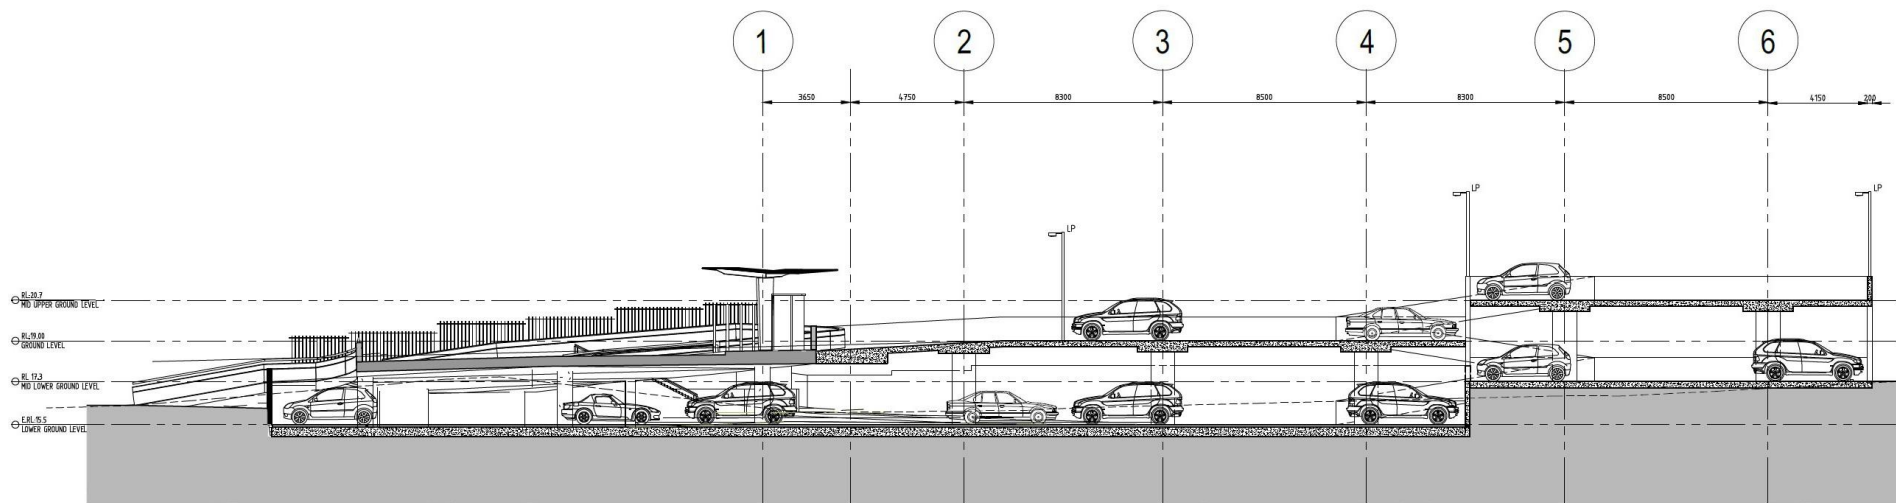 1 2 3 4 5 6
3650 4750 8300 8500 8300 8500 4150 200
LP LP
LP
RL:20.7
MID UPPER GROUND LEVEL
RL:19.00
GROUND LEVEL
RL 17.3
MID LOWER GROUND LEVEL
E.RL:15.5
LOWER GROUND LEVEL